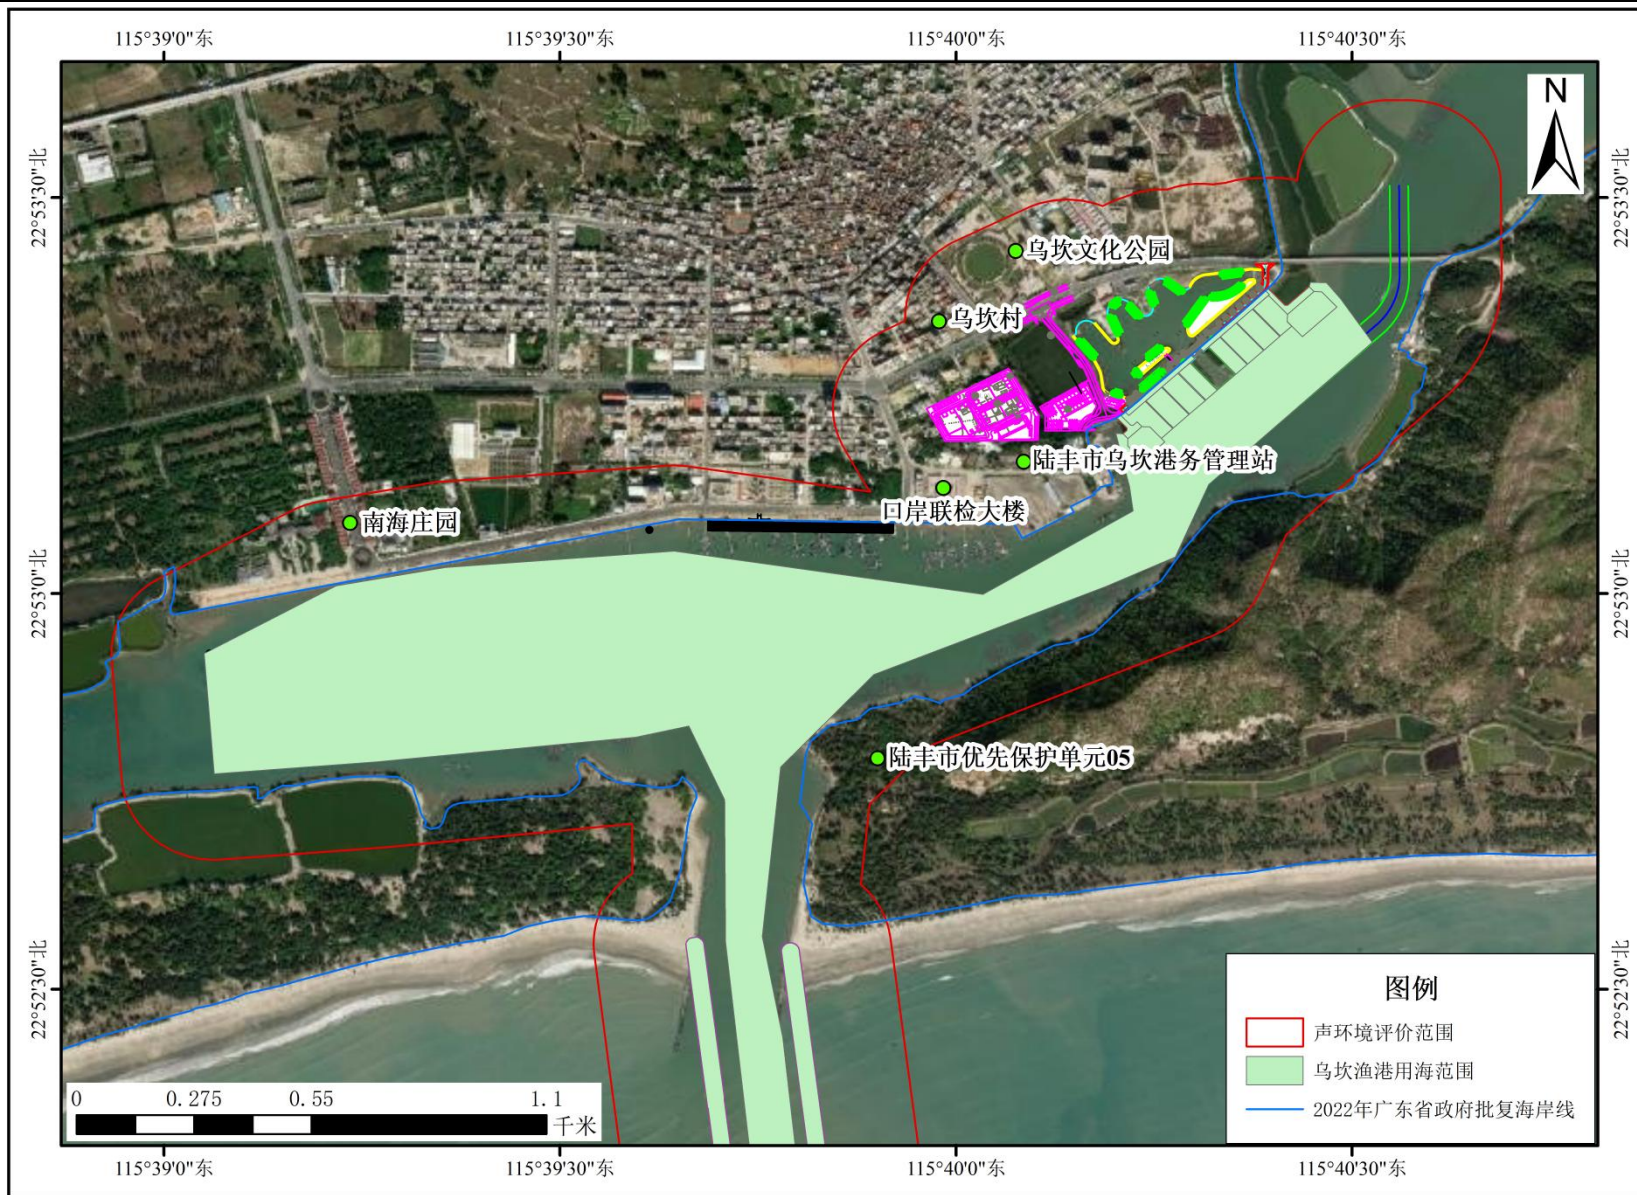 115°39'0"东 115°39'30"东 115°40'0"东 115°40'30"东
N
22°53'30"北 22°53'30"北
乌坎文化公园
乌坎村
陆丰市乌坎港务管理站
口岸联检大楼
南海庄园
22°53'0"北 22°53'0"北
陆丰市优先保护单元05
22°52'30"北 22°52'30"北
图例
声环境评价范围
乌坎渔港用海范围
2022年广东省政府批复海岸线
0 0.275 0.55 1.1
千米
115°39'0"东 115°39'30"东 115°40'0"东 115°40'30"东